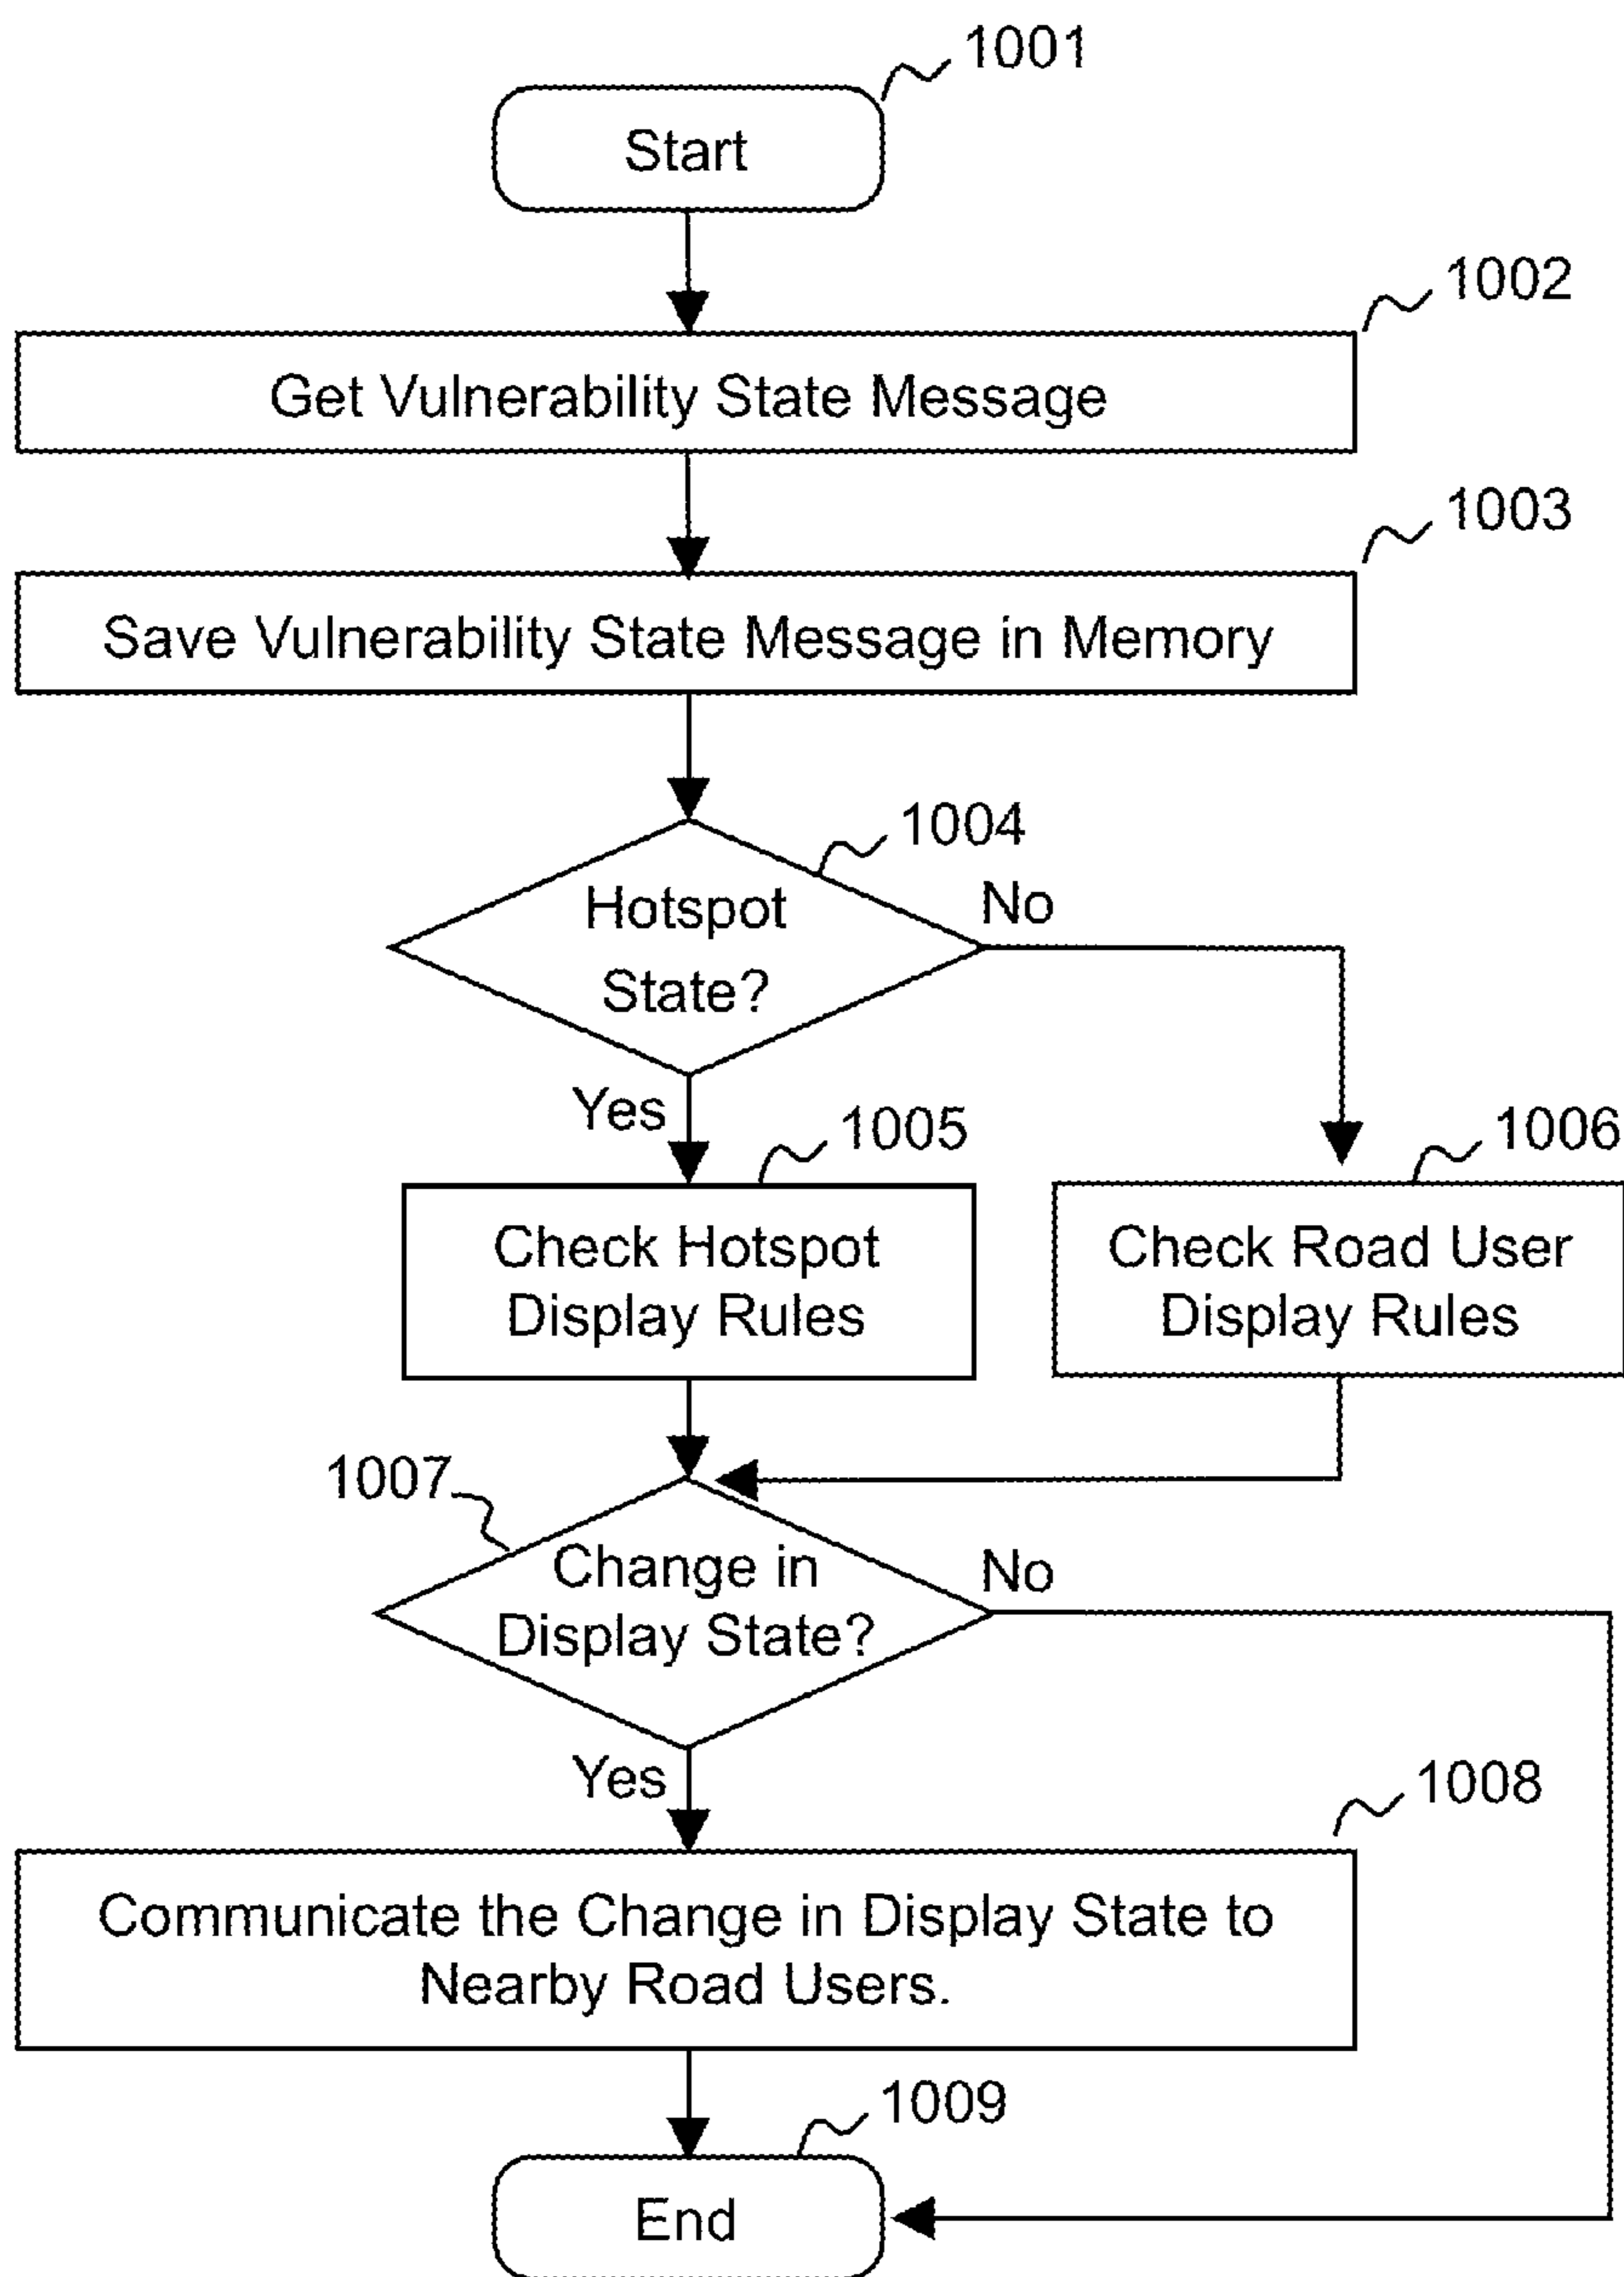 1001
Start
1002
Get Vulnerability State Message
1003
Save Vulnerability State Message in Memory
1004
Hotspot
State?
No
Yes
1005
1006
Check Hotspot
Display Rules
Check Road User
Display Rules
1007
Change in
Display State?
No
Yes
1008
Communicate the Change in Display State to
Nearby Road Users.
1009
End